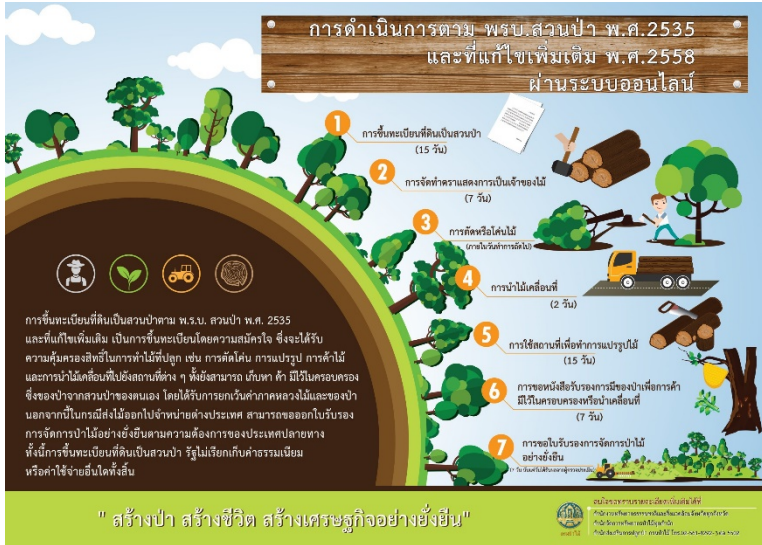 การดำเนินการตาม พรบ.สวนป่า พ.ศ.2535
และที่แก้ไขเพิ่มเติม พ.ศ.2558
ผ่านระบบออนไลน์
1
การขึ้นทะเบียนที่ดินเป็นสวนป่า
(15 วัน)
2
การจัดทำตราแสดงการเป็นเจ้าของไม้
(7 วัน)
3
การตัดหรือโค่นไม้
(ภายในวันทำการถัดไป)
4
การนำไม้เคลื่อนที่
(2 วัน)
5
การใช้สถานที่เพื่อทำการแปรรูปไม้
(15 วัน)
6
การขอหนังสือรับรองการมีของป่าเพื่อการค้า
มีไว้ในครอบครองหรือนำเคลื่อนที่
(7 วัน)
7
การขอใบรับรองการจัดการป่าไม้
อย่างยั่งยืน
การขึ้นทะเบียนที่ดินเป็นสวนป่าตาม พ.ร.บ. สวนป่า พ.ศ. 2535
และที่แก้ไขเพิ่มเติม เป็นการขึ้นทะเบียนโดยความสมัครใจ ซึ่งจะได้รับ
ความคุ้มครองสิทธิ์ในการทำไม้ที่ปลูก เช่น การตัดโค่น การแปรรูป การค้าไม้
และการนำไม้เคลื่อนที่ไปยังสถานที่ต่าง ๆ ทั้งยังสามารถ เก็บหา ค้า มีไว้ในครอบครอง
ซึ่งของป่าจากสวนป่าของตนเอง โดยได้รับการยกเว้นค่าภาคหลวงไม้และของป่า
นอกจากนี้ในกรณีส่งไม้ออกไปจำหน่ายต่างประเทศ สามารถขอออกใบรับรอง
การจัดการป่าไม้อย่างยั่งยืนตามความต้องการของประเทศปลายทาง
ทั้งนี้การขึ้นทะเบียนที่ดินเป็นสวนป่า รัฐไม่เรียกเก็บค่าธรรมเนียม
หรือค่าใช้จ่ายอื่นใดทั้งสิ้น
" สร้างป่า สร้างชีวิต สร้างเศรษฐกิจอย่างยั่งยืน"
กรมป่าไม้
สนใจขอทราบรายละเอียดเพิ่มเติมได้ที่